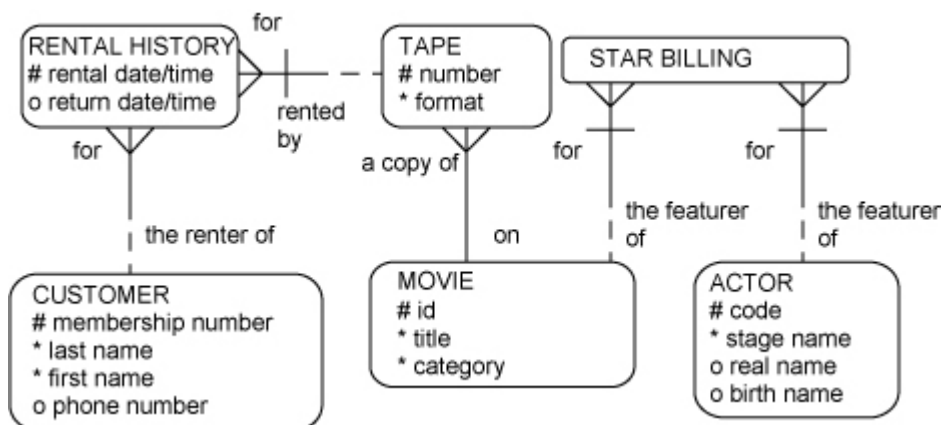 for
RENTAL HISTORY
# rental date/time
o return date/time
rented
by
TAPE
# number
* format
STAR BILLING
for
a copy of
for
for
the renter of
on
the featurer
of
the featurer
of
CUSTOMER
# membership number
* last name
* first name
o phone number
MOVIE
# id
* title
* category
ACTOR
# code
* stage name
o real name
o birth name